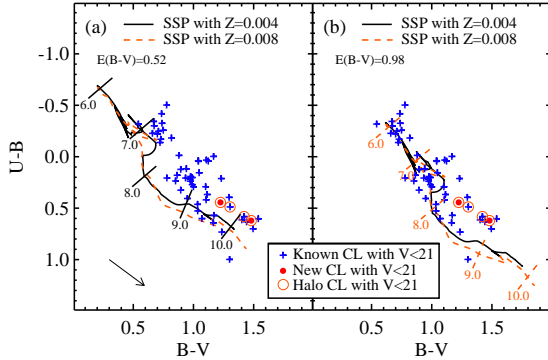 (a)
SSP with Z=0.004
SSP with Z=0.008
E(B-V)=0.52
6.0
7.0
8.0
9.0
10.0
(b)
SSP with Z=0.004
SSP with Z=0.008
E(B-V)=0.98
6.0
7.0
8.0
9.0
10.0
Known CL with V<21
New CL with V<21
Halo CL with V<21
-1.0
-0.5
0.0
0.5
1.0
U-B
0.5 1.0 1.5
0.5 1.0 1.5
B-V
B-V